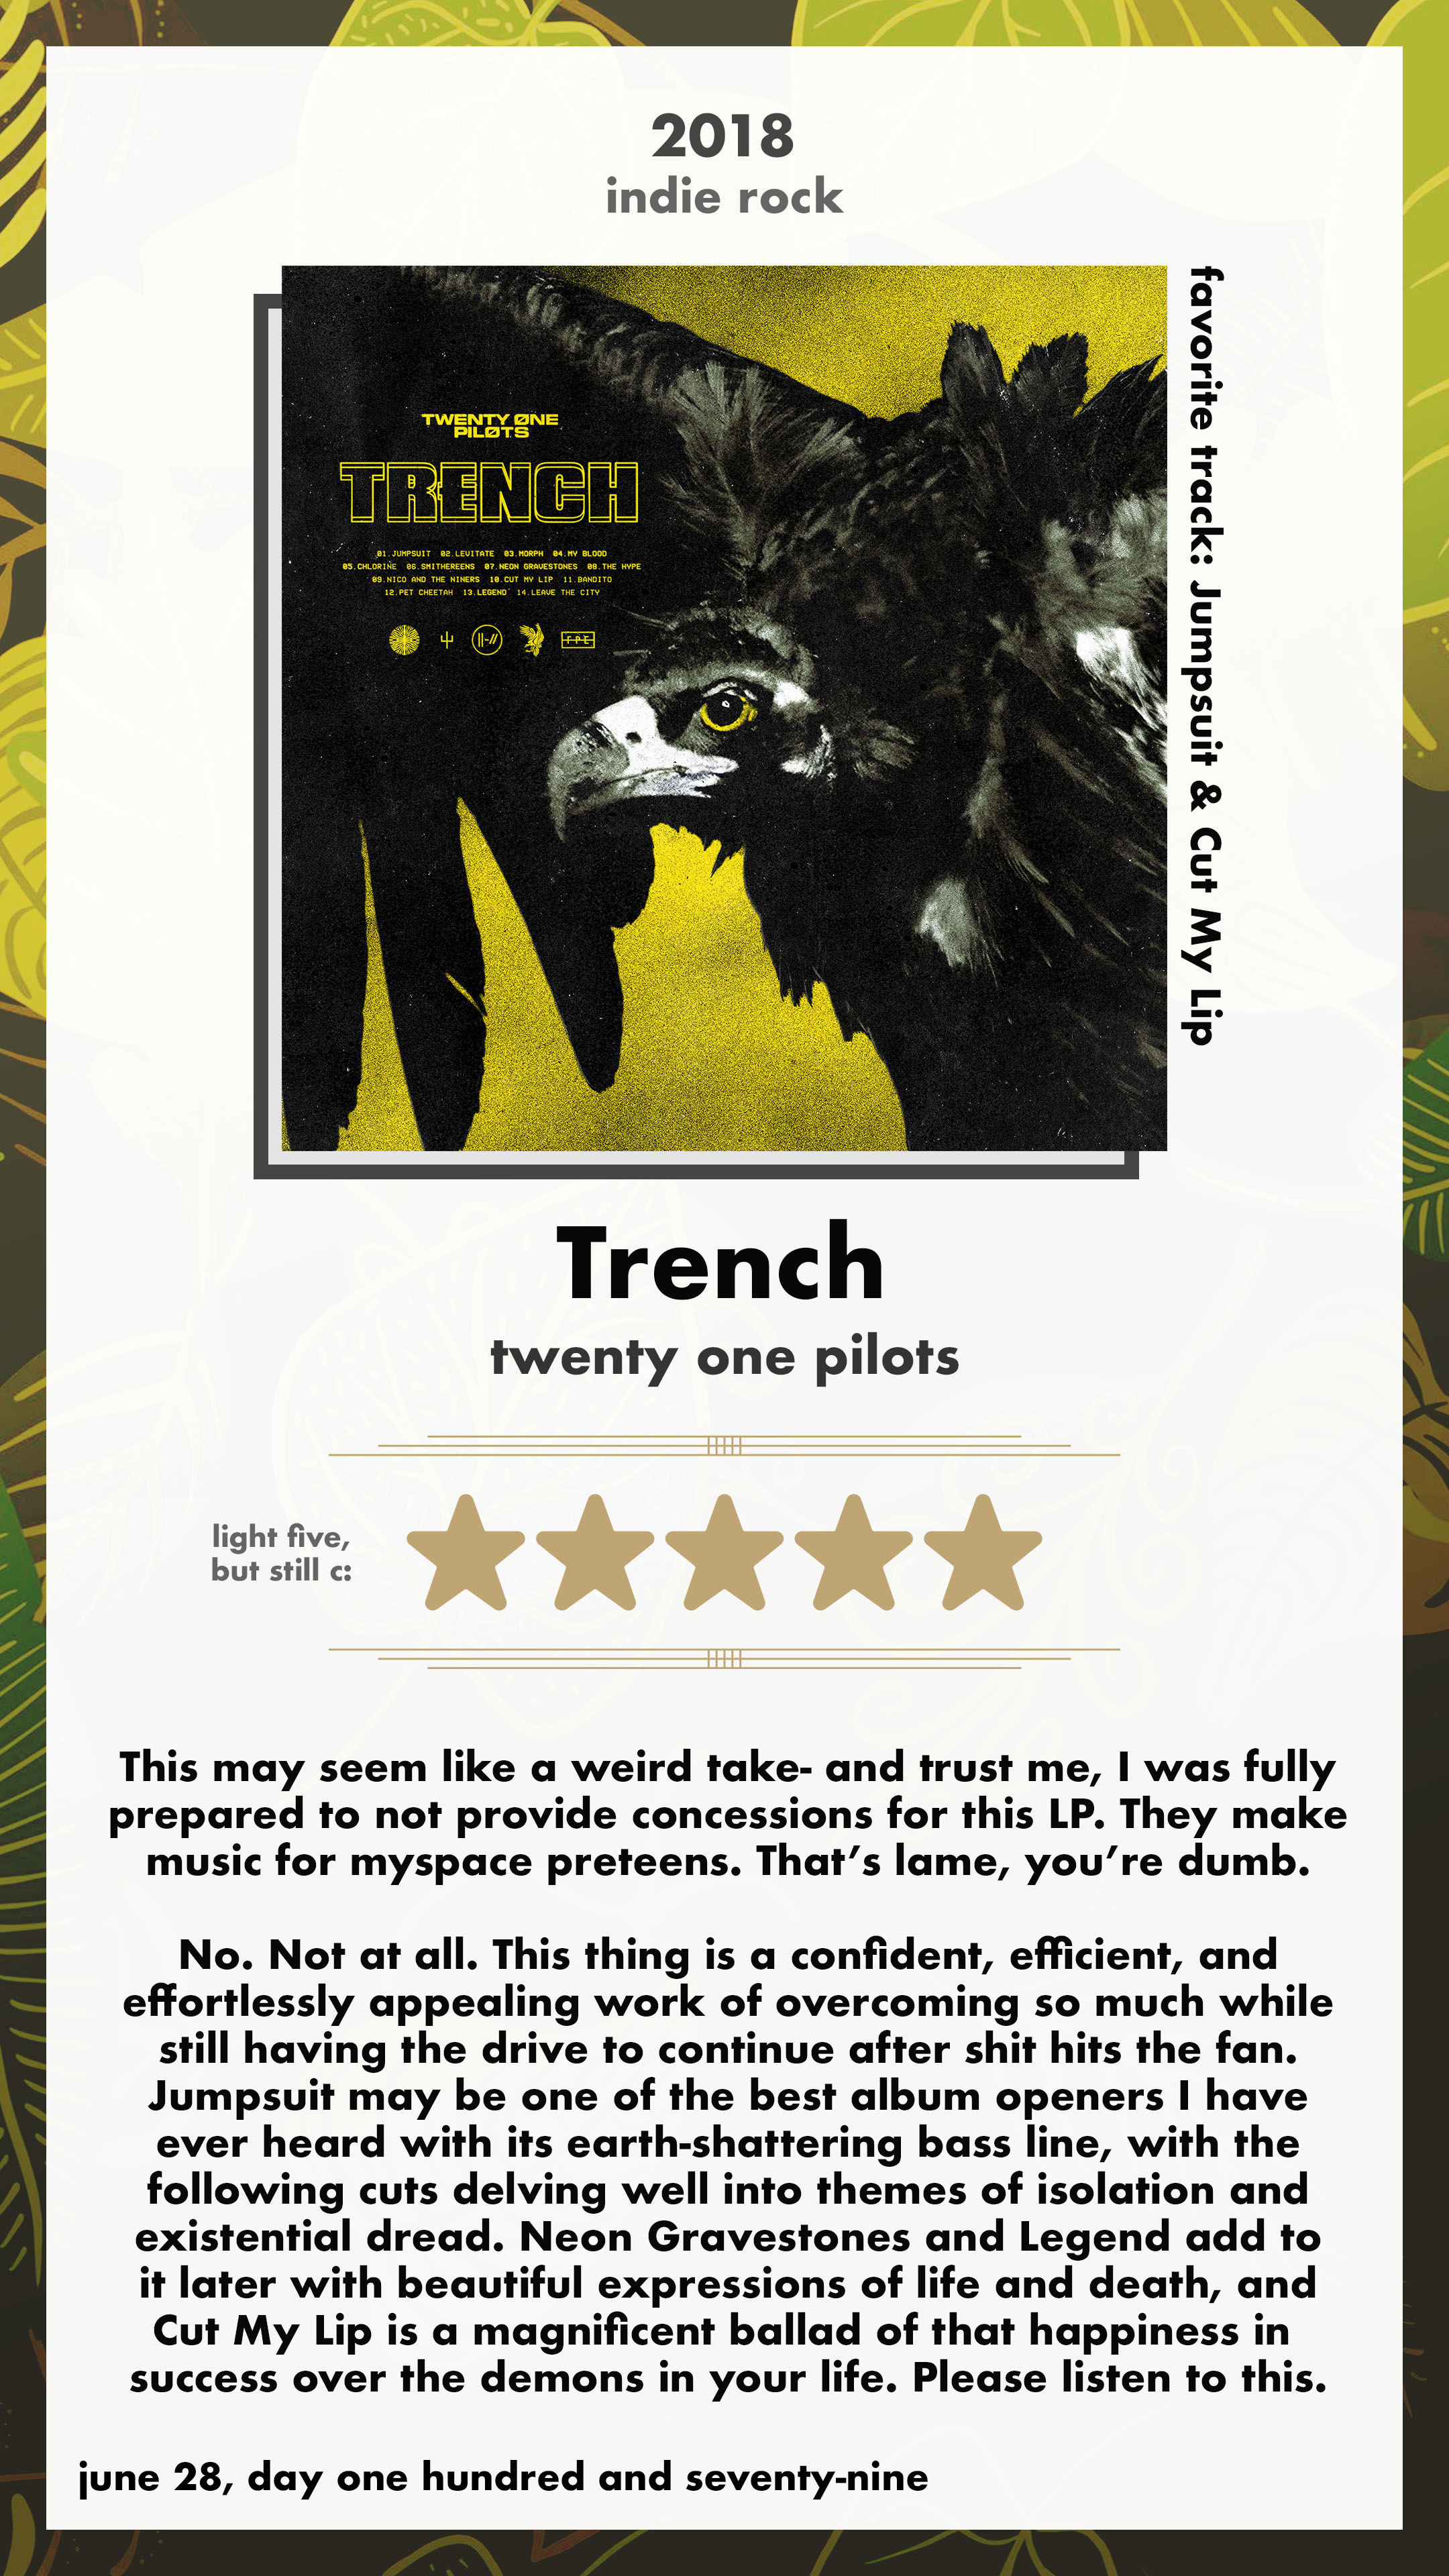 2018
indie rock
TWENTY ØNE
PILØTS
TRENCH
01.JUMPSUIT 02.LEVITATE 03.MORPH 04.MY BLOOD
05.CHLORINE 06.SMITHEREENS 07.NEON GRAVESTONES 08.THE HYPE
09.NICO AND THE NINERS 10.CUT MY LIP 11.BANDITO
12.PET CHEETAH 13.LEGEND 14.LEAVE THE CITY
||-//
FPE
favorite track: Jumpsuit & Cut My Lip
Trench
twenty one pilots
light five,
but still c:
This may seem like a weird take- and trust me, I was fully
prepared to not provide concessions for this LP. They make
music for myspace preteens. That's lame, you're dumb.
No. Not at all. This thing is a confident, efficient, and
effortlessly appealing work of overcoming so much while
still having the drive to continue after shit hits the fan.
Jumpsuit may be one of the best album openers I have
ever heard with its earth-shattering bass line, with the
following cuts delving well into themes of isolation and
existential dread. Neon Gravestones and Legend add to
it later with beautiful expressions of life and death, and
Cut My Lip is a magnificent ballad of that happiness in
success over the demons in your life. Please listen to this.
june 28, day one hundred and seventy-nine